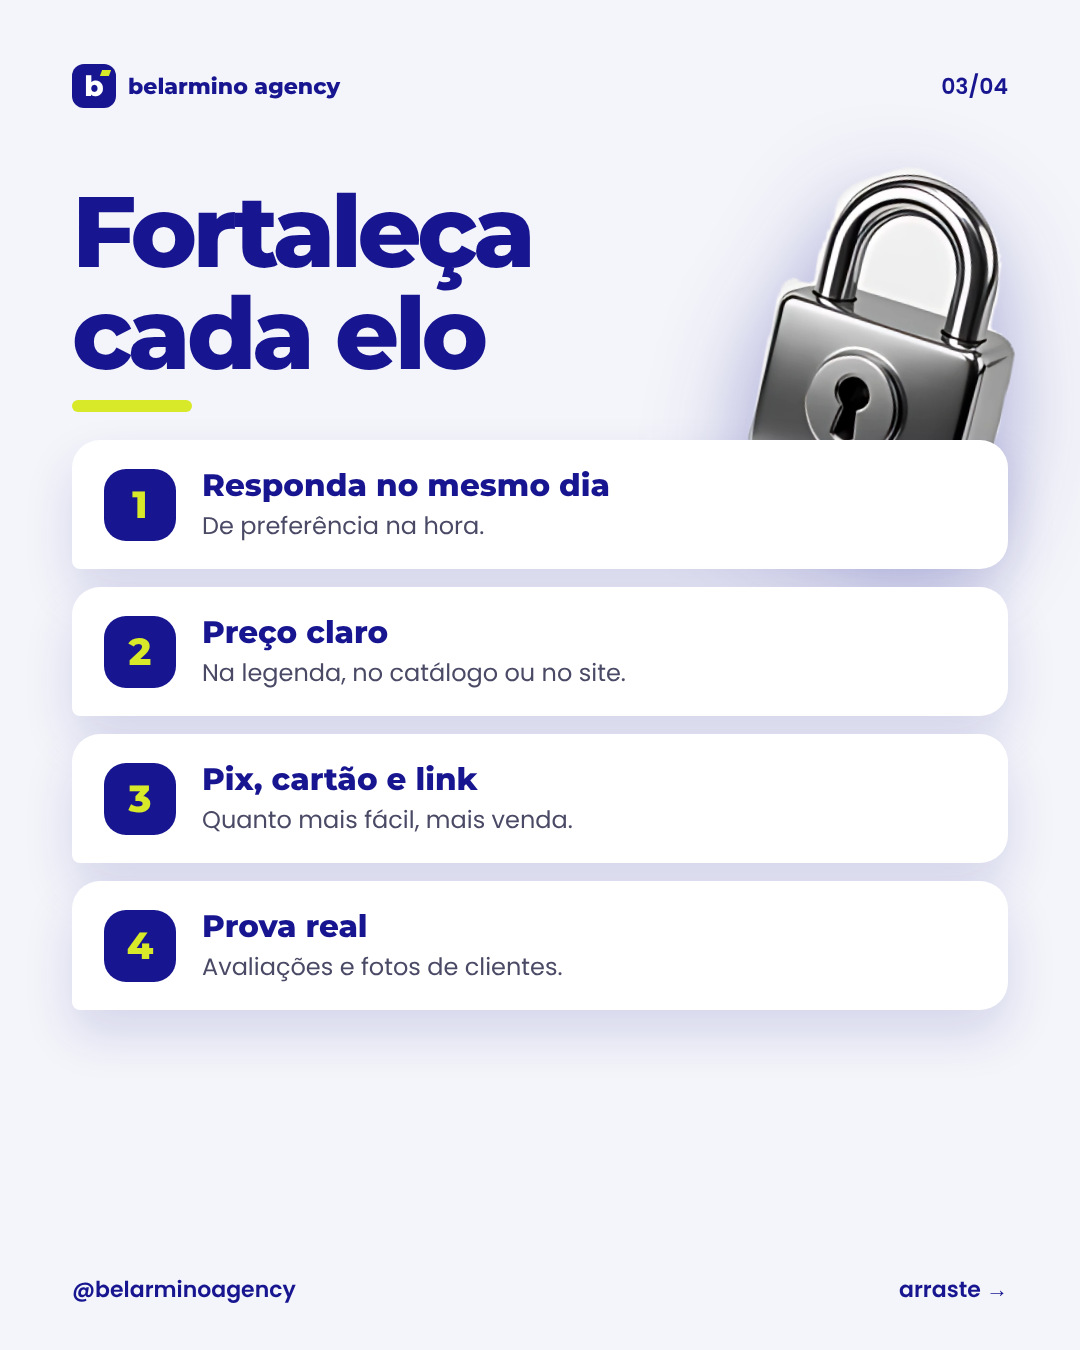 b belarmino agency
03/04
Fortaleça
cada elo
1
Responda no mesmo dia
De preferência na hora.
2
Preço claro
Na legenda, no catálogo ou no site.
3
Pix, cartão e link
Quanto mais fácil, mais venda.
4
Prova real
Avaliações e fotos de clientes.
@belarminoagency
arraste →